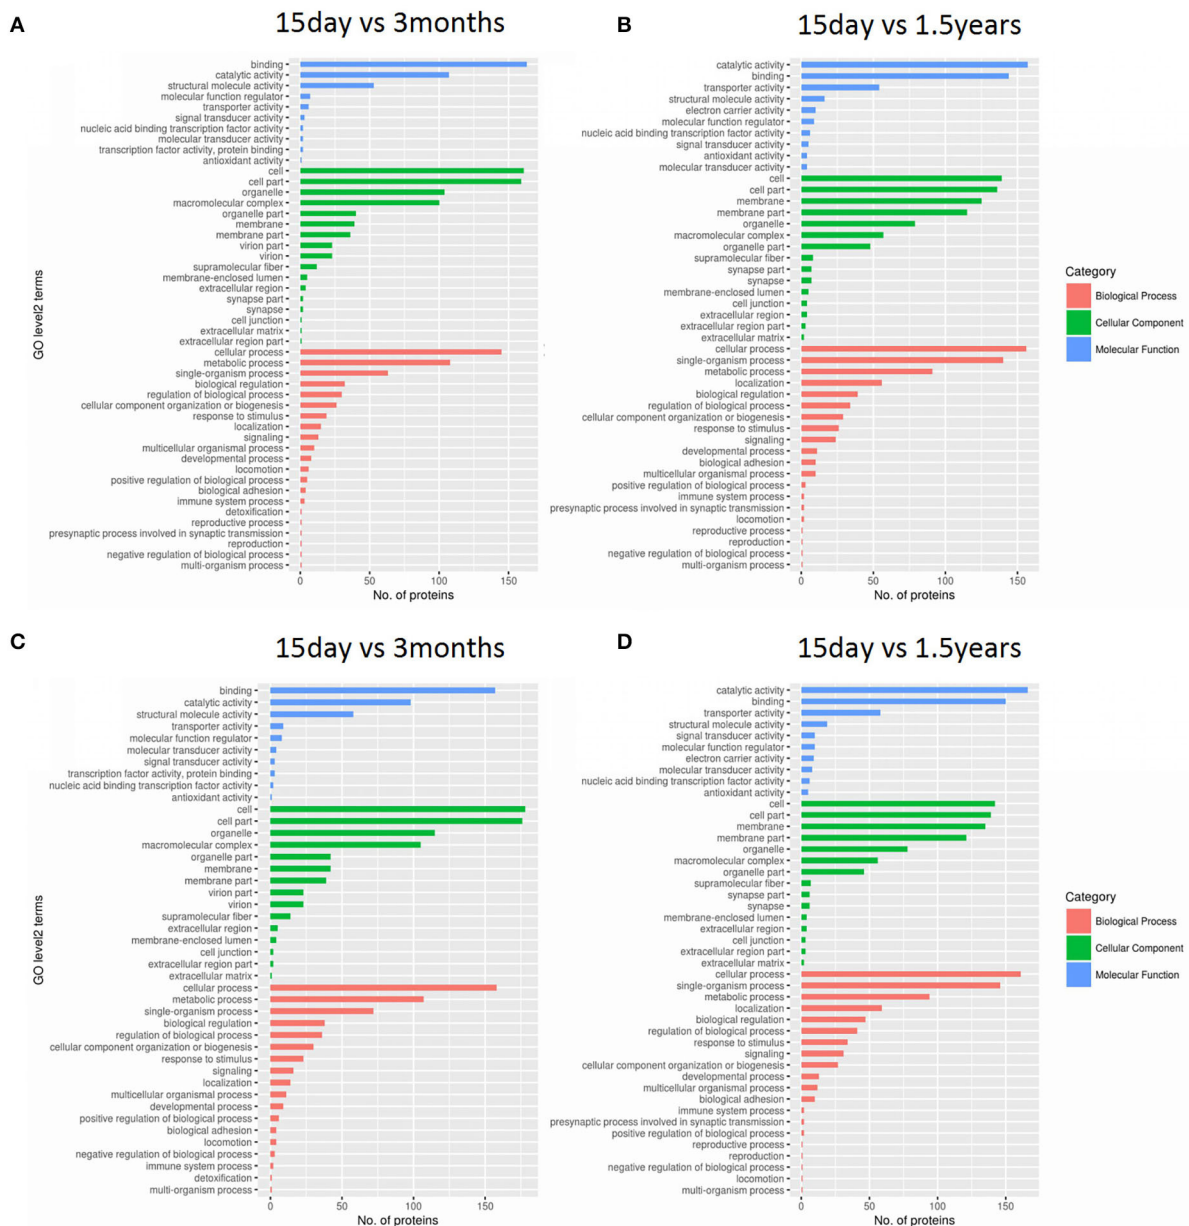 A
15day vs 3months
binding
catalytic activity
structural molecule activity
molecular function regulator
transporter activity
signal transducer activity
nucleic acid binding transcription factor activity
molecular transducer activity
transcription factor activity, protein binding
antioxidant activity
cell
cell part
organelle
macromolecular complex
organelle part
membrane
membrane part
virion part
virion
supramolecular fiber
membrane-enclosed lumen
extracellular region
synapse part
synapse
cell junction
extracellular matrix
extracellular region part
cellular process
metabolic process
single-organism process
biological regulation
regulation of biological process
cellular component organization or biogenesis
response to stimulus
localization
signaling
multicellular organismal process
developmental process
locomotion
positive regulation of biological process
biological adhesion
immune system process
detoxification
reproductive process
presynaptic process involved in synaptic transmission
reproduction
negative regulation of biological process
multi-organism process
GO level2 terms
0 50 100 150
No. of proteins
B
15day vs 1.5years
catalytic activity
binding
transporter activity
structural molecule activity
electron carrier activity
molecular function regulator
nucleic acid binding transcription factor activity
signal transducer activity
antioxidant activity
molecular transducer activity
cell
cell part
membrane
membrane part
organelle
macromolecular complex
organelle part
supramolecular fiber
synapse part
synapse
membrane-enclosed lumen
cell junction
extracellular region
extracellular region part
extracellular matrix
cellular process
single-organism process
metabolic process
localization
biological regulation
regulation of biological process
cellular component organization or biogenesis
response to stimulus
signaling
developmental process
biological adhesion
multicellular organismal process
positive regulation of biological process
immune system process
presynaptic process involved in synaptic transmission
locomotion
reproductive process
reproduction
negative regulation of biological process
multi-organism process
0 50 100 150
No. of proteins
Category
Biological Process
Cellular Component
Molecular Function
C
15day vs 3months
binding
catalytic activity
structural molecule activity
transporter activity
molecular function regulator
molecular transducer activity
signal transducer activity
transcription factor activity, protein binding
nucleic acid binding transcription factor activity
antioxidant activity
cell
cell part
organelle
macromolecular complex
organelle part
membrane
membrane part
virion part
virion
supramolecular fiber
extracellular region
membrane-enclosed lumen
cell junction
extracellular region part
extracellular matrix
cellular process
metabolic process
single-organism process
biological regulation
regulation of biological process
cellular component organization or biogenesis
response to stimulus
signaling
localization
multicellular organismal process
developmental process
positive regulation of biological process
biological adhesion
locomotion
negative regulation of biological process
immune system process
detoxification
multi-organism process
GO level2 terms
0 50 100 150
No. of proteins
D
15day vs 1.5years
catalytic activity
binding
transporter activity
structural molecule activity
signal transducer activity
molecular function regulator
electron carrier activity
molecular transducer activity
nucleic acid binding transcription factor activity
antioxidant activity
cell
cell part
membrane
membrane part
organelle
macromolecular complex
organelle part
supramolecular fiber
synapse part
synapse
membrane-enclosed lumen
extracellular region
cell junction
extracellular region part
extracellular matrix
cellular process
single-organism process
metabolic process
localization
biological regulation
regulation of biological process
response to stimulus
signaling
cellular component organization or biogenesis
developmental process
multicellular organismal process
biological adhesion
immune system process
presynaptic process involved in synaptic transmission
positive regulation of biological process
reproductive process
reproduction
negative regulation of biological process
locomotion
multi-organism process
0 50 100 150
No. of proteins
Category
Biological Process
Cellular Component
Molecular Function